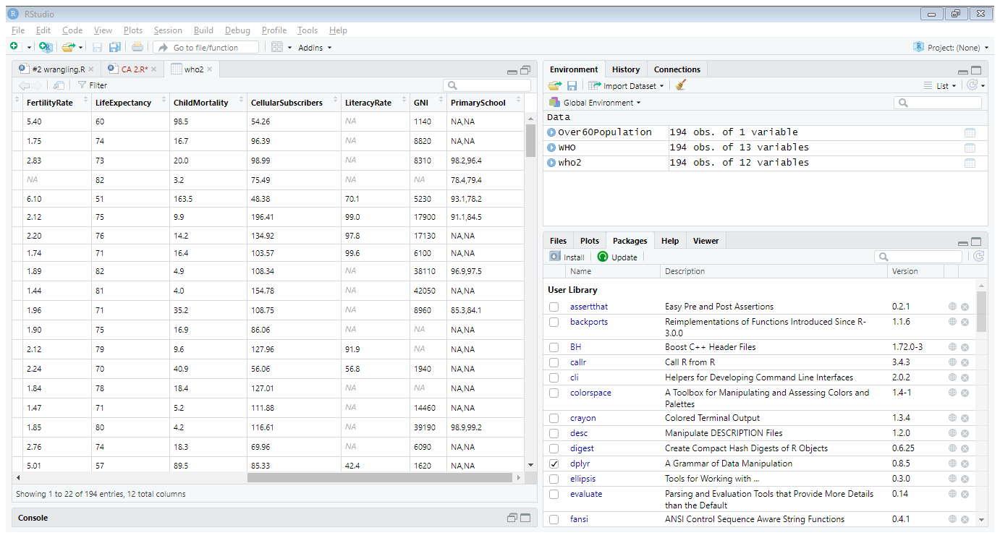 RStudio
File Edit Code View Plots Session Build Debug Profile Tools Help
Go to file/function Addins Project: (None)
#2 wrangling.R CA 2.R* who2
Filter
FertilityRate LifeExpectancy ChildMortality CellularSubscribers LiteracyRate GNI PrimarySchool
5.40 60 98.5 54.26 NA 1140 NA,NA
1.75 74 16.7 96.39 NA 8820 NA,NA
2.83 73 20.0 98.99 NA 8310 98.2,96.4
NA 82 3.2 75.49 NA NA 78.4,79.4
6.10 51 163.5 48.38 70.1 5230 93.1,78.2
2.12 75 9.9 196.41 99.0 17900 91.1,84.5
2.20 76 14.2 134.92 97.8 17130 NA,NA
1.74 71 16.4 103.57 99.6 6100 NA,NA
1.89 82 4.9 108.34 NA 38110 96.9,97.5
1.44 81 4.0 154.78 NA 42050 NA,NA
1.96 71 35.2 108.75 NA 8960 85.3,84.1
1.90 75 16.9 86.06 NA NA NA,NA
2.12 79 9.6 127.96 91.9 NA NA,NA
2.24 70 40.9 56.06 56.8 1940 NA,NA
1.84 78 18.4 127.01 NA NA NA,NA
1.47 71 5.2 111.88 NA 14460 NA,NA
1.85 80 4.2 116.61 NA 39190 98.9,99.2
2.76 74 18.3 69.96 NA 6090 NA,NA
5.01 57 89.5 85.33 42.4 1620 NA,NA
Showing 1 to 22 of 194 entries, 12 total columns
Console
Environment History Connections
Import Dataset List
Global Environment
Data
Over60Population 194 obs. of 1 variable
WHO 194 obs. of 13 variables
who2 194 obs. of 12 variables
Files Plots Packages Help Viewer
Install Update
Name Description Version
User Library
assertthat Easy Pre and Post Assertions 0.2.1
backports Reimplementations of Functions Introduced Since R- 1.1.6
3.0.0
BH Boost C++ Header Files 1.72.0-3
callr Call R from R 3.4.3
cli Helpers for Developing Command Line Interfaces 2.0.2
colorspace A Toolbox for Manipulating and Assessing Colors and 1.4-1
Palettes
crayon Colored Terminal Output 1.3.4
desc Manipulate DESCRIPTION Files 1.2.0
digest Create Compact Hash Digests of R Objects 0.6.25
dplyr A Grammar of Data Manipulation 0.8.5
ellipsis Tools for Working with ... 0.3.0
evaluate Parsing and Evaluation Tools that Provide More Details 0.14
than the Default
fansi ANSI Control Sequence Aware String Functions 0.4.1